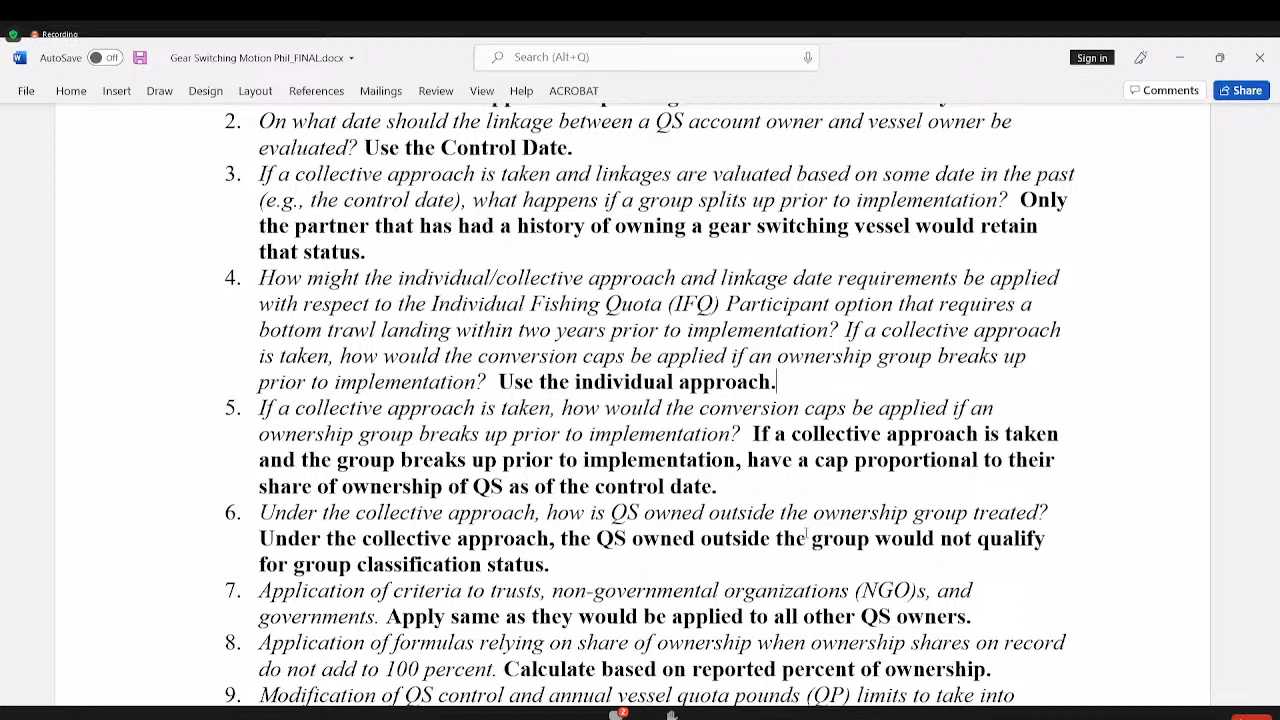 Recording
AutoSave Off Gear Switching Motion Phil_FINAL.docx Search (Alt+Q) Sign in
File Home Insert Draw Design Layout References Mailings Review View Help ACROBAT Comments Share
2. On what date should the linkage between a QS account owner and vessel owner be
evaluated? Use the Control Date.
3. If a collective approach is taken and linkages are valuated based on some date in the past
(e.g., the control date), what happens if a group splits up prior to implementation? Only
the partner that has had a history of owning a gear switching vessel would retain
that status.
4. How might the individual/collective approach and linkage date requirements be applied
with respect to the Individual Fishing Quota (IFQ) Participant option that requires a
bottom trawl landing within two years prior to implementation? If a collective approach
is taken, how would the conversion caps be applied if an ownership group breaks up
prior to implementation? Use the individual approach.
5. If a collective approach is taken, how would the conversion caps be applied if an
ownership group breaks up prior to implementation? If a collective approach is taken
and the group breaks up prior to implementation, have a cap proportional to their
share of ownership of QS as of the control date.
6. Under the collective approach, how is QS owned outside the ownership group treated?
Under the collective approach, the QS owned outside the group would not qualify
for group classification status.
7. Application of criteria to trusts, non-governmental organizations (NGO)s, and
governments. Apply same as they would be applied to all other QS owners.
8. Application of formulas relying on share of ownership when ownership shares on record
do not add to 100 percent. Calculate based on reported percent of ownership.
9. Modification of QS control and annual vessel quota pounds (QP) limits to take into
2